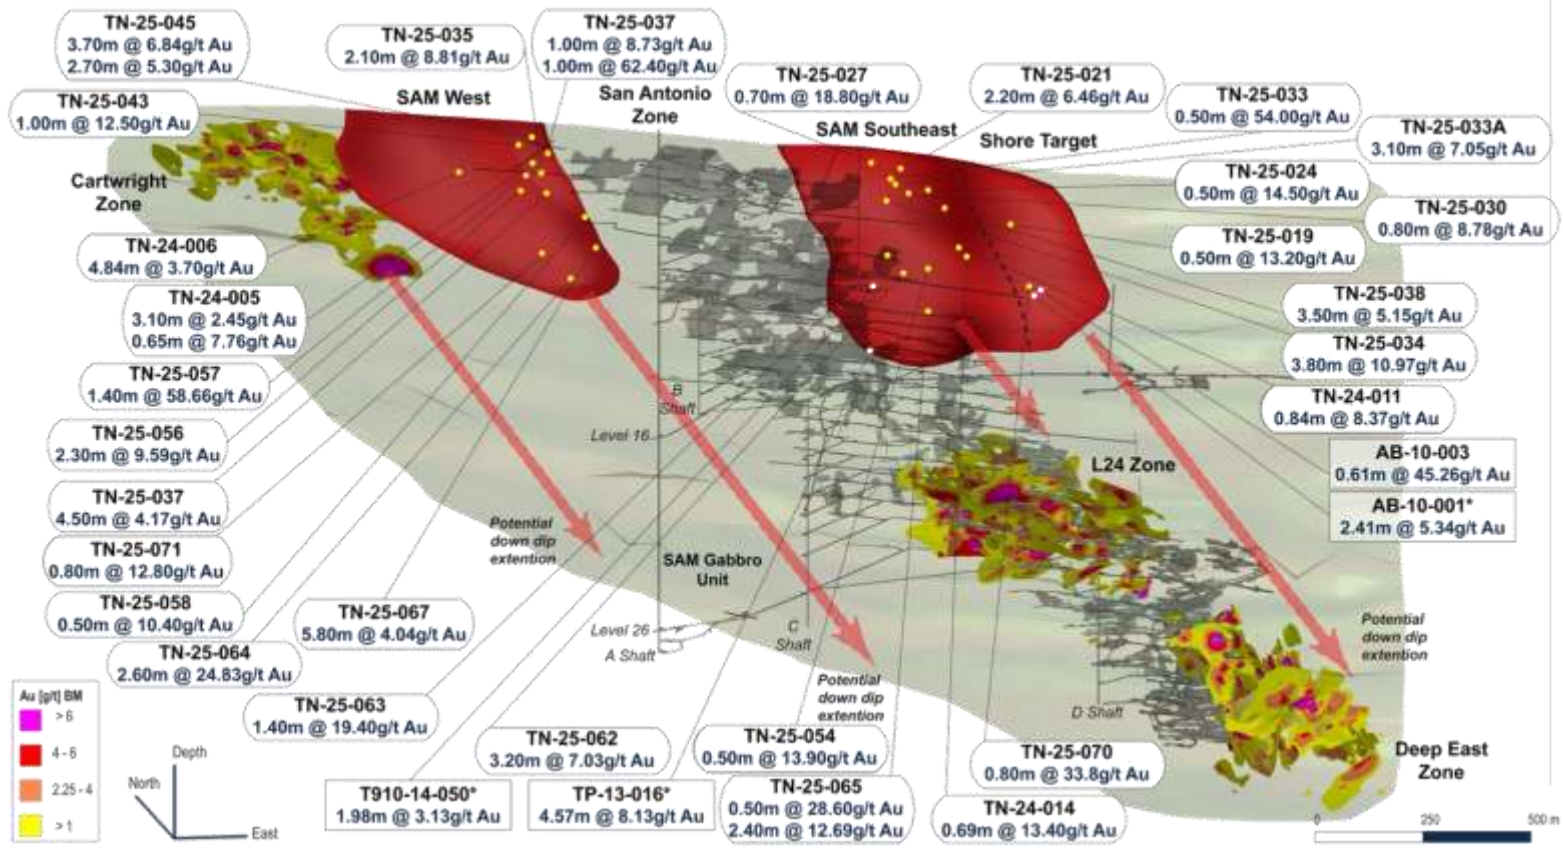 TN-25-045
3.70m @ 6.84g/t Au
2.70m @ 5.30g/t Au
TN-25-035
2.10m @ 8.81g/t Au
TN-25-037
1.00m @ 8.73g/t Au
1.00m @ 62.40g/t Au
TN-25-027
0.70m @ 18.80g/t Au
TN-25-021
2.20m @ 6.46g/t Au
TN-25-033
0.50m @ 54.00g/t Au
TN-25-033A
3.10m @ 7.05g/t Au
TN-25-043
1.00m @ 12.50g/t Au
SAM West
San Antonio
Zone
SAM Southeast
Shore Target
TN-25-024
0.50m @ 14.50g/t Au
TN-25-030
0.80m @ 8.78g/t Au
Cartwright
Zone
TN-24-006
4.84m @ 3.70g/t Au
TN-25-019
0.50m @ 13.20g/t Au
TN-24-005
3.10m @ 2.45g/t Au
0.65m @ 7.76g/t Au
TN-25-038
3.50m @ 5.15g/t Au
TN-25-034
3.80m @ 10.97g/t Au
TN-25-057
1.40m @ 58.66g/t Au
TN-24-011
0.84m @ 8.37g/t Au
B
Shaft
Level 16
TN-25-056
2.30m @ 9.59g/t Au
AB-10-003
0.61m @ 45.26g/t Au
L24 Zone
AB-10-001*
2.41m @ 5.34g/t Au
TN-25-037
4.50m @ 4.17g/t Au
Potential
down dip
extention
TN-25-071
0.80m @ 12.80g/t Au
SAM Gabbro
Unit
TN-25-058
0.50m @ 10.40g/t Au
TN-25-067
5.80m @ 4.04g/t Au
Level 26
A Shaft
C
Shaft
Potential
down dip
extention
TN-25-064
2.60m @ 24.83g/t Au
Potential
down dip
extention
TN-25-063
1.40m @ 19.40g/t Au
D Shaft
TN-25-062
3.20m @ 7.03g/t Au
TN-25-054
0.50m @ 13.90g/t Au
TN-25-070
0.80m @ 33.8g/t Au
Deep East
Zone
T910-14-050*
1.98m @ 3.13g/t Au
TP-13-016*
4.57m @ 8.13g/t Au
TN-25-065
0.50m @ 28.60g/t Au
2.40m @ 12.69g/t Au
TN-24-014
0.69m @ 13.40g/t Au
Au [g/t] BM
> 6
4 - 6
2.25 - 4
> 1
Depth
North
East
0 250 500 m